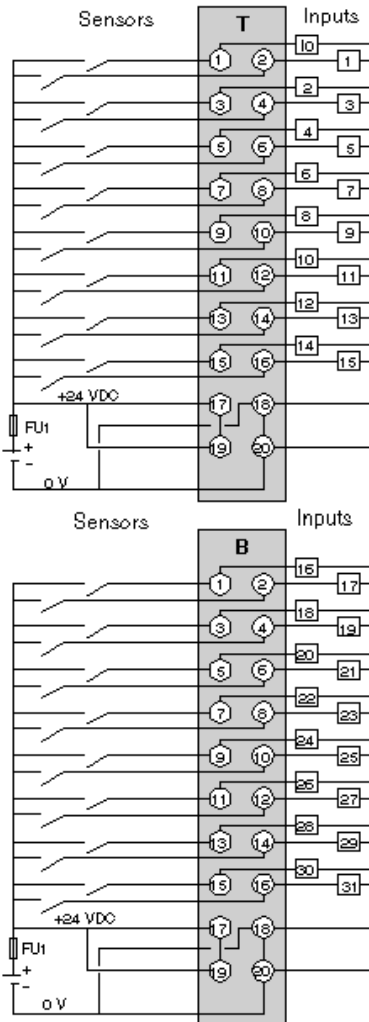 Sensors T Inputs
I0
1 2 1
2
3 4 3
4
5 6 5
6
7 8 7
8
9 10 9
10
11 12 11
12
13 14 13
14
15 16 15
+24 VDC 17 18
FU1
+ 19 20
-
0 V
Sensors Inputs
B
16
1 2 17
18
3 4 19
20
5 6 21
22
7 8 23
24
9 10 25
26
11 12 27
28
13 14 29
30
15 16 31
+24 VDC 17 18
FU1
+ 19 20
-
0 V